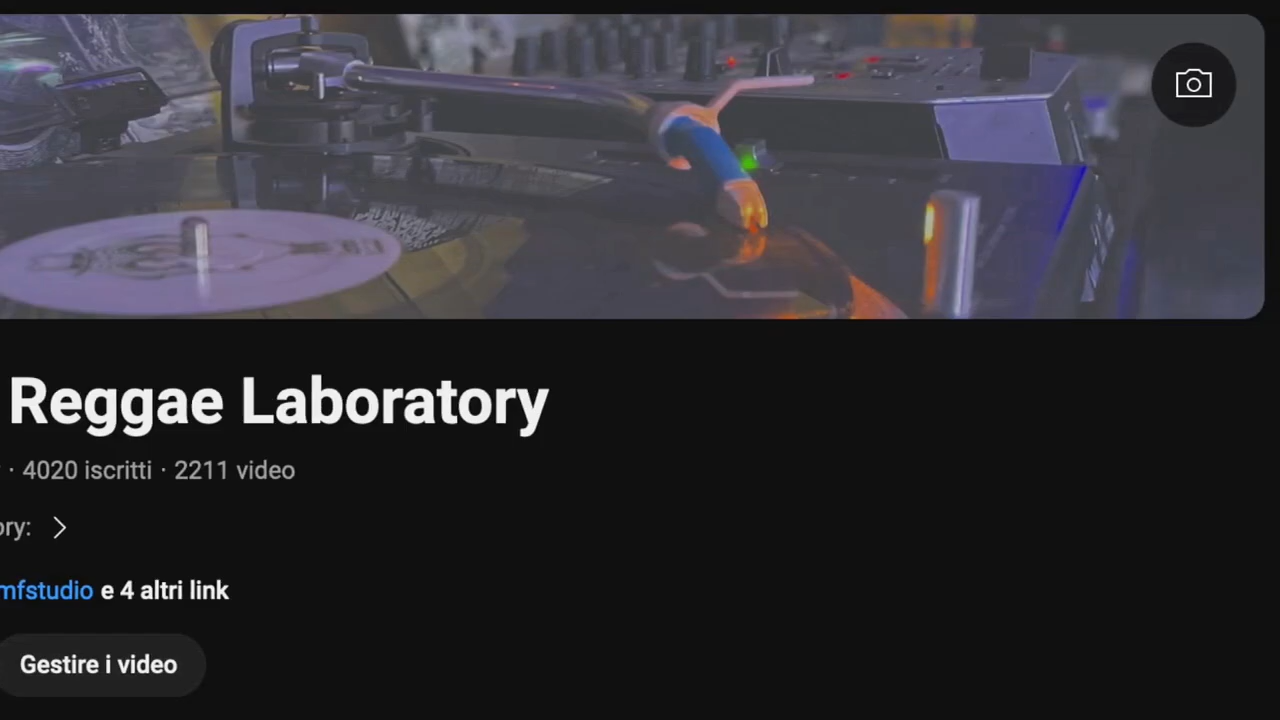 Reggae Laboratory
· 4020 iscritti · 2211 video
ory:
mfstudio e 4 altri link
Gestire i video